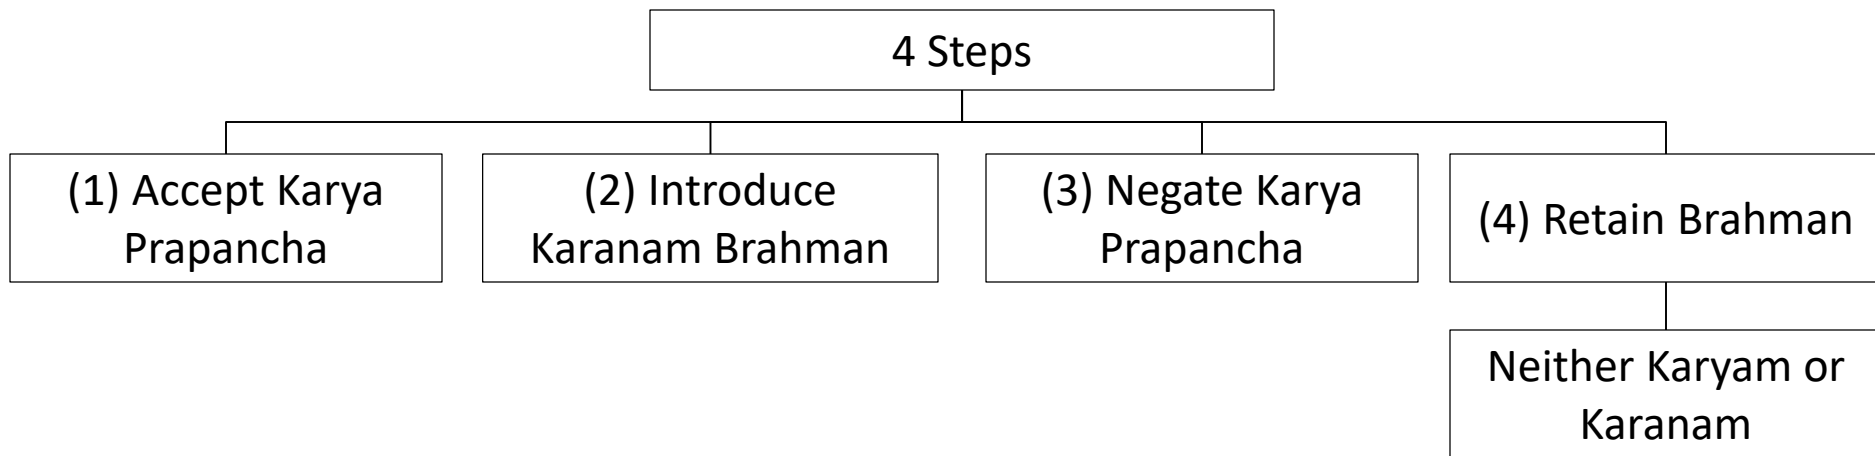 4 Steps
(1) Accept Karya
Prapancha
(2) Introduce
Karanam Brahman
(3) Negate Karya
Prapancha
(4) Retain Brahman
Neither Karyam or
Karanam